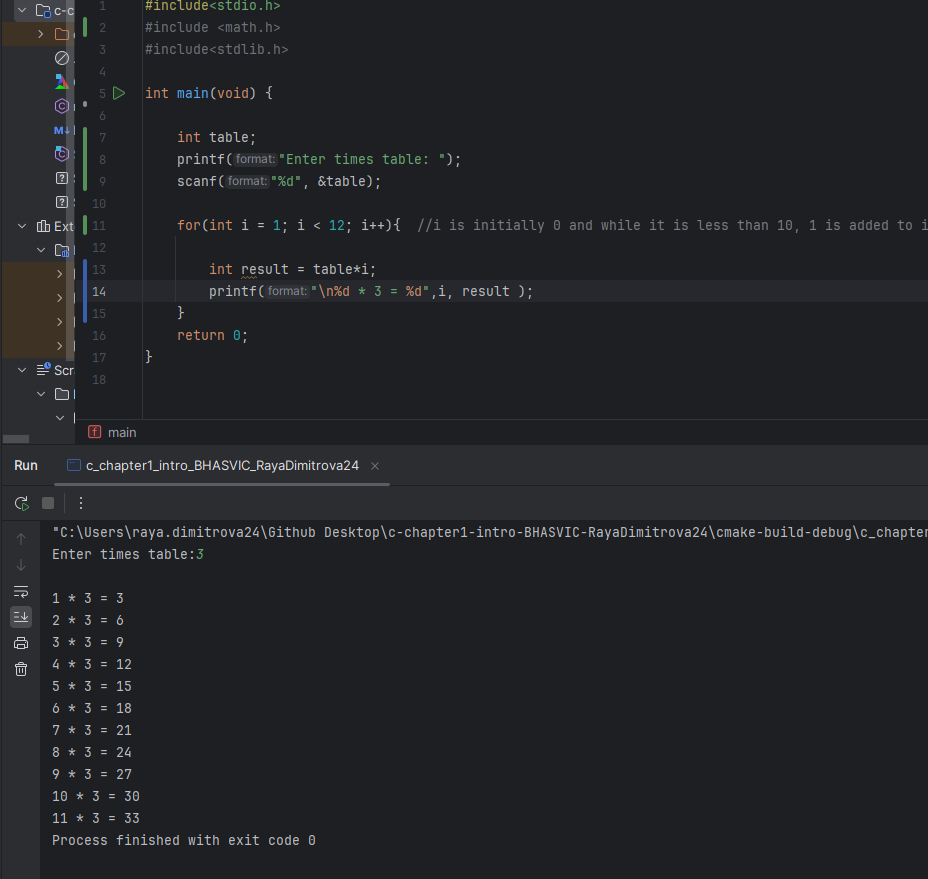 c-c
1 #include<stdio.h>
2 #include <math.h>
3 #include<stdlib.h>
4
5 int main(void) {
6
7 int table;
8 printf( format: "Enter times table: ");
9 scanf( format: "%d", &table);
10
11 for(int i = 1; i < 12; i++){ //i is initially 0 and while it is less than 10, 1 is added to i
12
13 int result = table*i;
14 printf( format: "\n%d * 3 = %d",i, result );
15 }
16 return 0;
17 }
18
M↓
Ext
Scr
f main
Run c_chapter1_intro_BHASVIC_RayaDimitrova24
"C:\Users\raya.dimitrova24\Github Desktop\c-chapter1-intro-BHASVIC-RayaDimitrova24\cmake-build-debug\c_chapter
Enter times table:3
1 * 3 = 3
2 * 3 = 6
3 * 3 = 9
4 * 3 = 12
5 * 3 = 15
6 * 3 = 18
7 * 3 = 21
8 * 3 = 24
9 * 3 = 27
10 * 3 = 30
11 * 3 = 33
Process finished with exit code 0